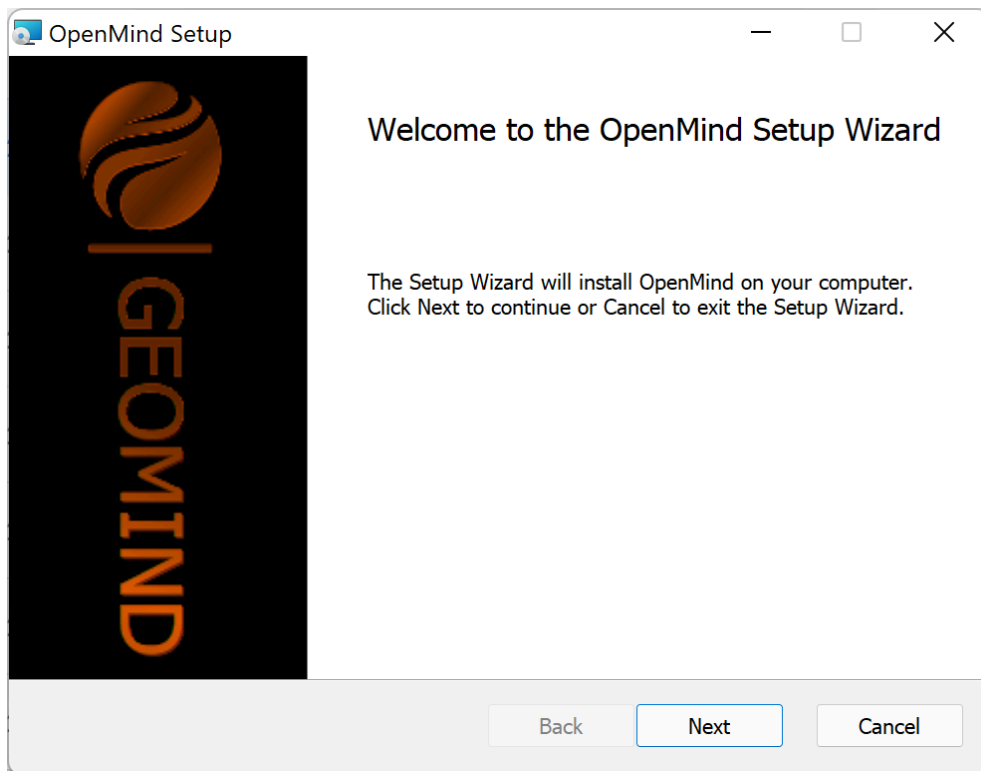 OpenMind Setup
Welcome to the OpenMind Setup Wizard
The Setup Wizard will install OpenMind on your computer.
Click Next to continue or Cancel to exit the Setup Wizard.
GEOMIND
Back
Next
Cancel